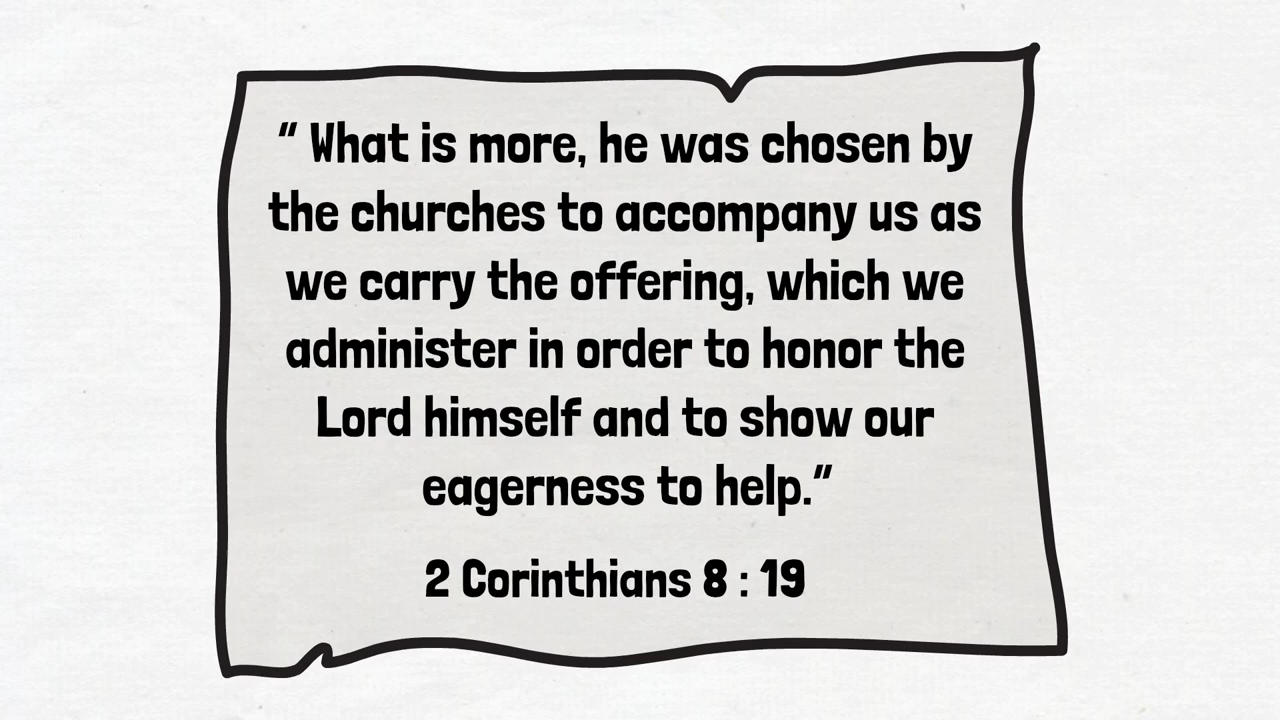 “ What is more, he was chosen by
the churches to accompany us as
we carry the offering, which we
administer in order to honor the
Lord himself and to show our
eagerness to help.”
2 Corinthians 8 : 19